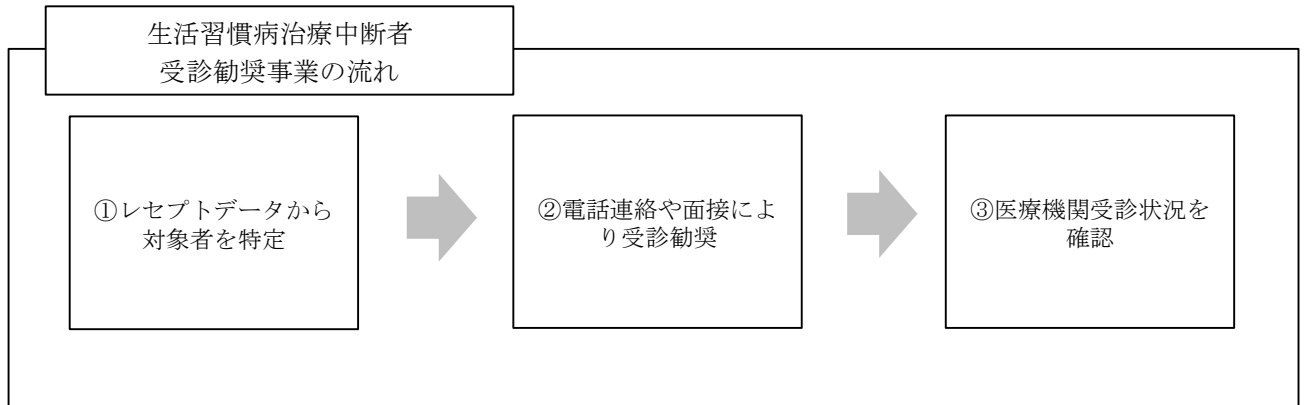 生活習慣病治療中断者
受診勧奨事業の流れ
①レセプトデータから
対象者を特定
②電話連絡や面接によ
り受診勧奨
③医療機関受診状況を
確認